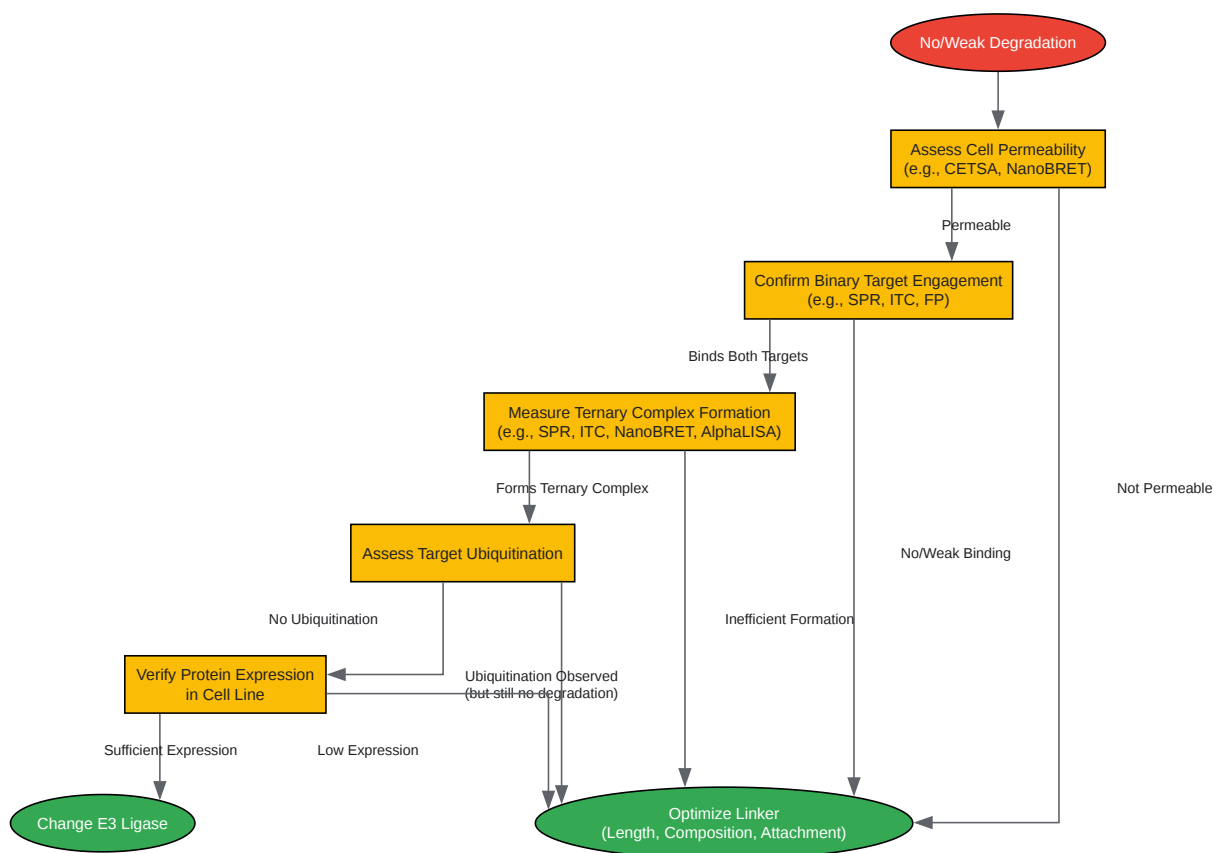 No/Weak Degradation
Assess Cell Permeability
(e.g., CETSA, NanoBRET)
Permeable
Confirm Binary Target Engagement
(e.g., SPR, ITC, FP)
Binds Both Targets
Measure Ternary Complex Formation
(e.g., SPR, ITC, NanoBRET, AlphaLISA)
Forms Ternary Complex
Not Permeable
Assess Target Ubiquitination
No/Weak Binding
No Ubiquitination
Inefficient Formation
Verify Protein Expression
in Cell Line
Ubiquitination Observed
(but still no degradation)
Sufficient Expression
Low Expression
Change E3 Ligase
Optimize Linker
(Length, Composition, Attachment)